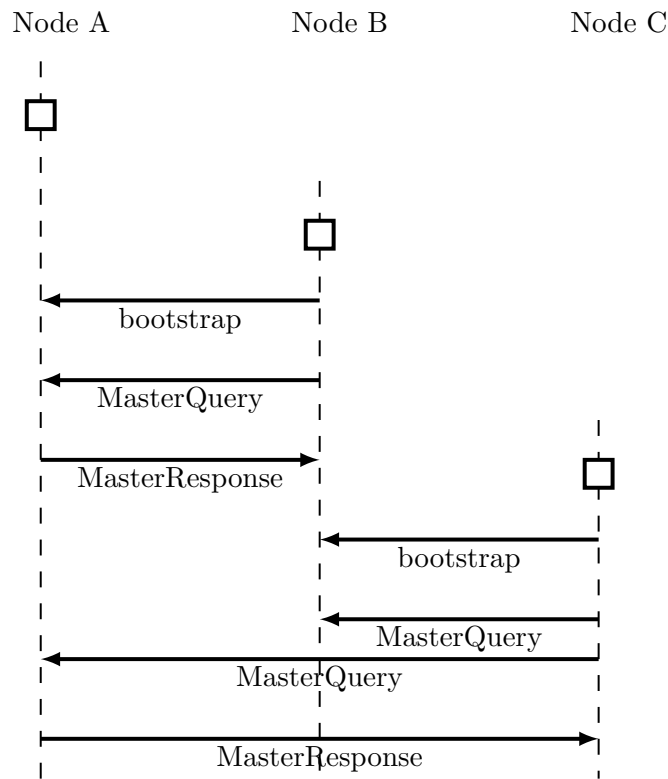 Node A
Node B
Node C
bootstrap
MasterQuery
MasterResponse
bootstrap
MasterQuery
MasterQuery
MasterResponse